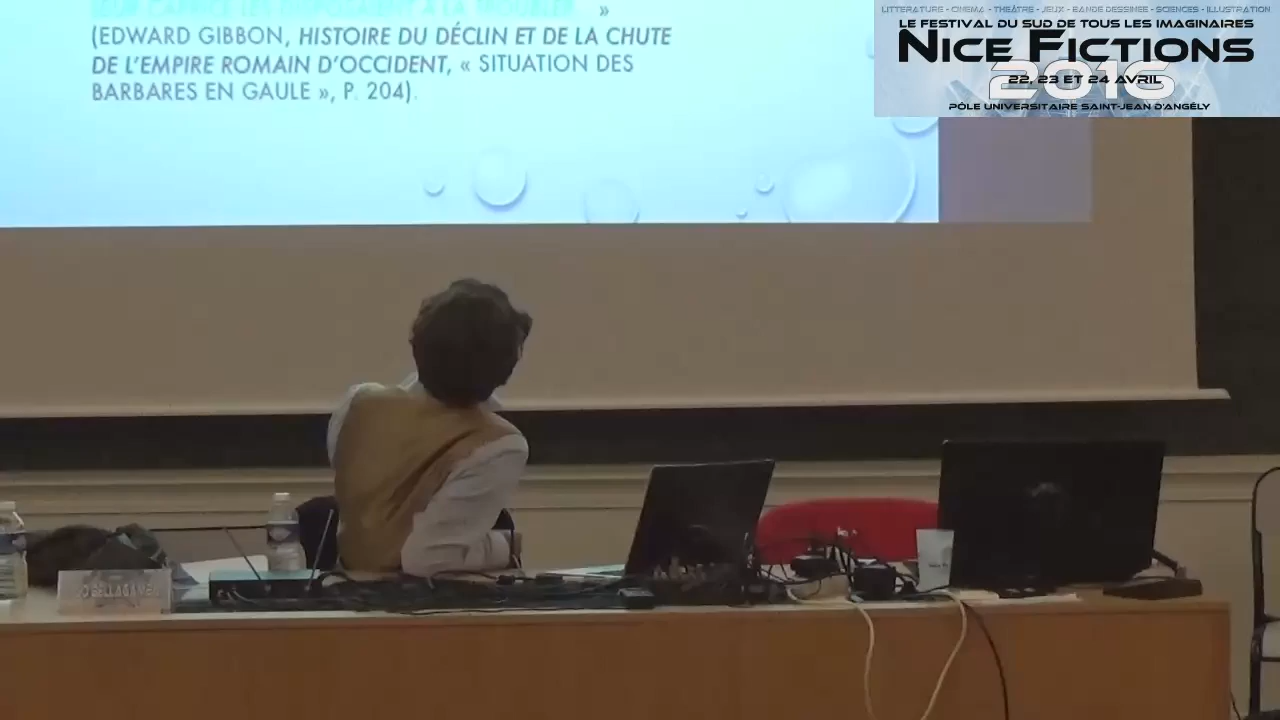 »
(EDWARD GIBBON, HISTOIRE DU DÉCLIN ET DE LA CHUTE
DE L'EMPIRE ROMAIN D'OCCIDENT, « SITUATION DES
BARBARES EN GAULE », P. 204).
LITTERATURE - CINEMA - THEÂTRE - JEUX - BANDE DESSINEE - SCIENCES - ILLUSTRATION
LE FESTIVAL DU SUD DE TOUS LES IMAGINAIRES
NICE FICTIONS
2016
22, 23 ET 24 AVRIL
PÔLE UNIVERSITAIRE SAINT-JEAN D'ANGÉLY